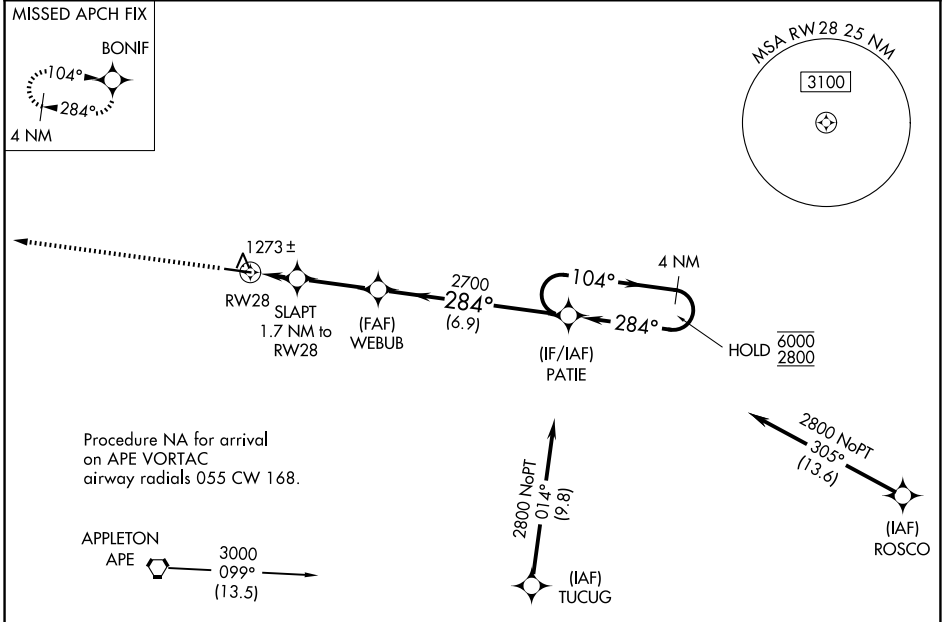 MISSED APCH FIX
BONIF
104°
284°
4 NM
MSA RW 28 25 NM
3100
1273 ±
RW28
SLAPT
1.7 NM to
RW28
(FAF)
WEBUB
2700
284°
(6.9)
104°
4 NM
284°
(IF/IAF)
PATIE
HOLD
6000
2800
Procedure NA for arrival
on APE VORTAC
airway radials 055 CW 168.
APPLETON
APE
3000
099°
(13.5)
2800 NoPT
014°
(9.8)
(IAF)
TUCUG
2800 NoPT
305°
(13.6)
(IAF)
ROSCO